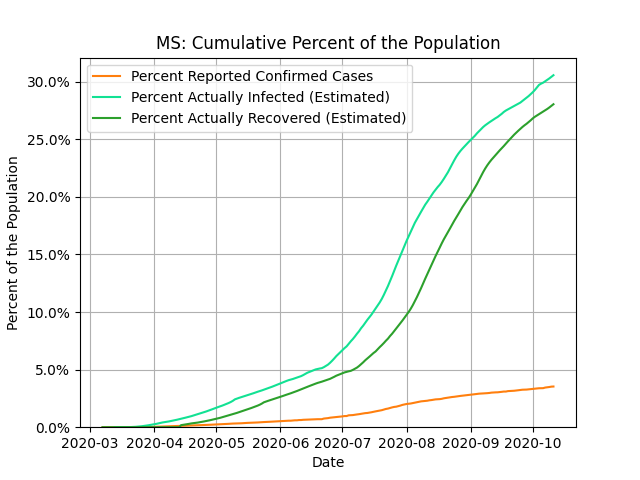 MS: Cumulative Percent of the Population
Percent Reported Confirmed Cases
Percent Actually Infected (Estimated)
Percent Actually Recovered (Estimated)
Percent of the Population
30.0%
25.0%
20.0%
15.0%
10.0%
5.0%
0.0%
2020-03 2020-04 2020-05 2020-06 2020-07 2020-08 2020-09 2020-10
Date